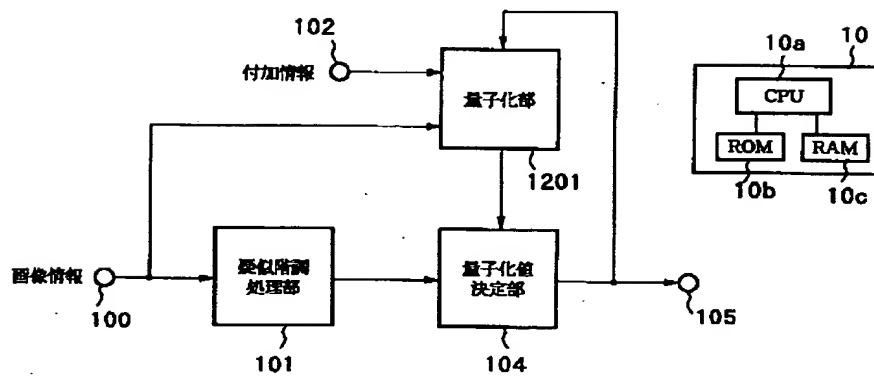 102
付加情報
量子化部
1201
10
10a
CPU
ROM
RAM
10b
10c
画像情報
100
疑似階調
処理部
101
量子化値
決定部
104
105